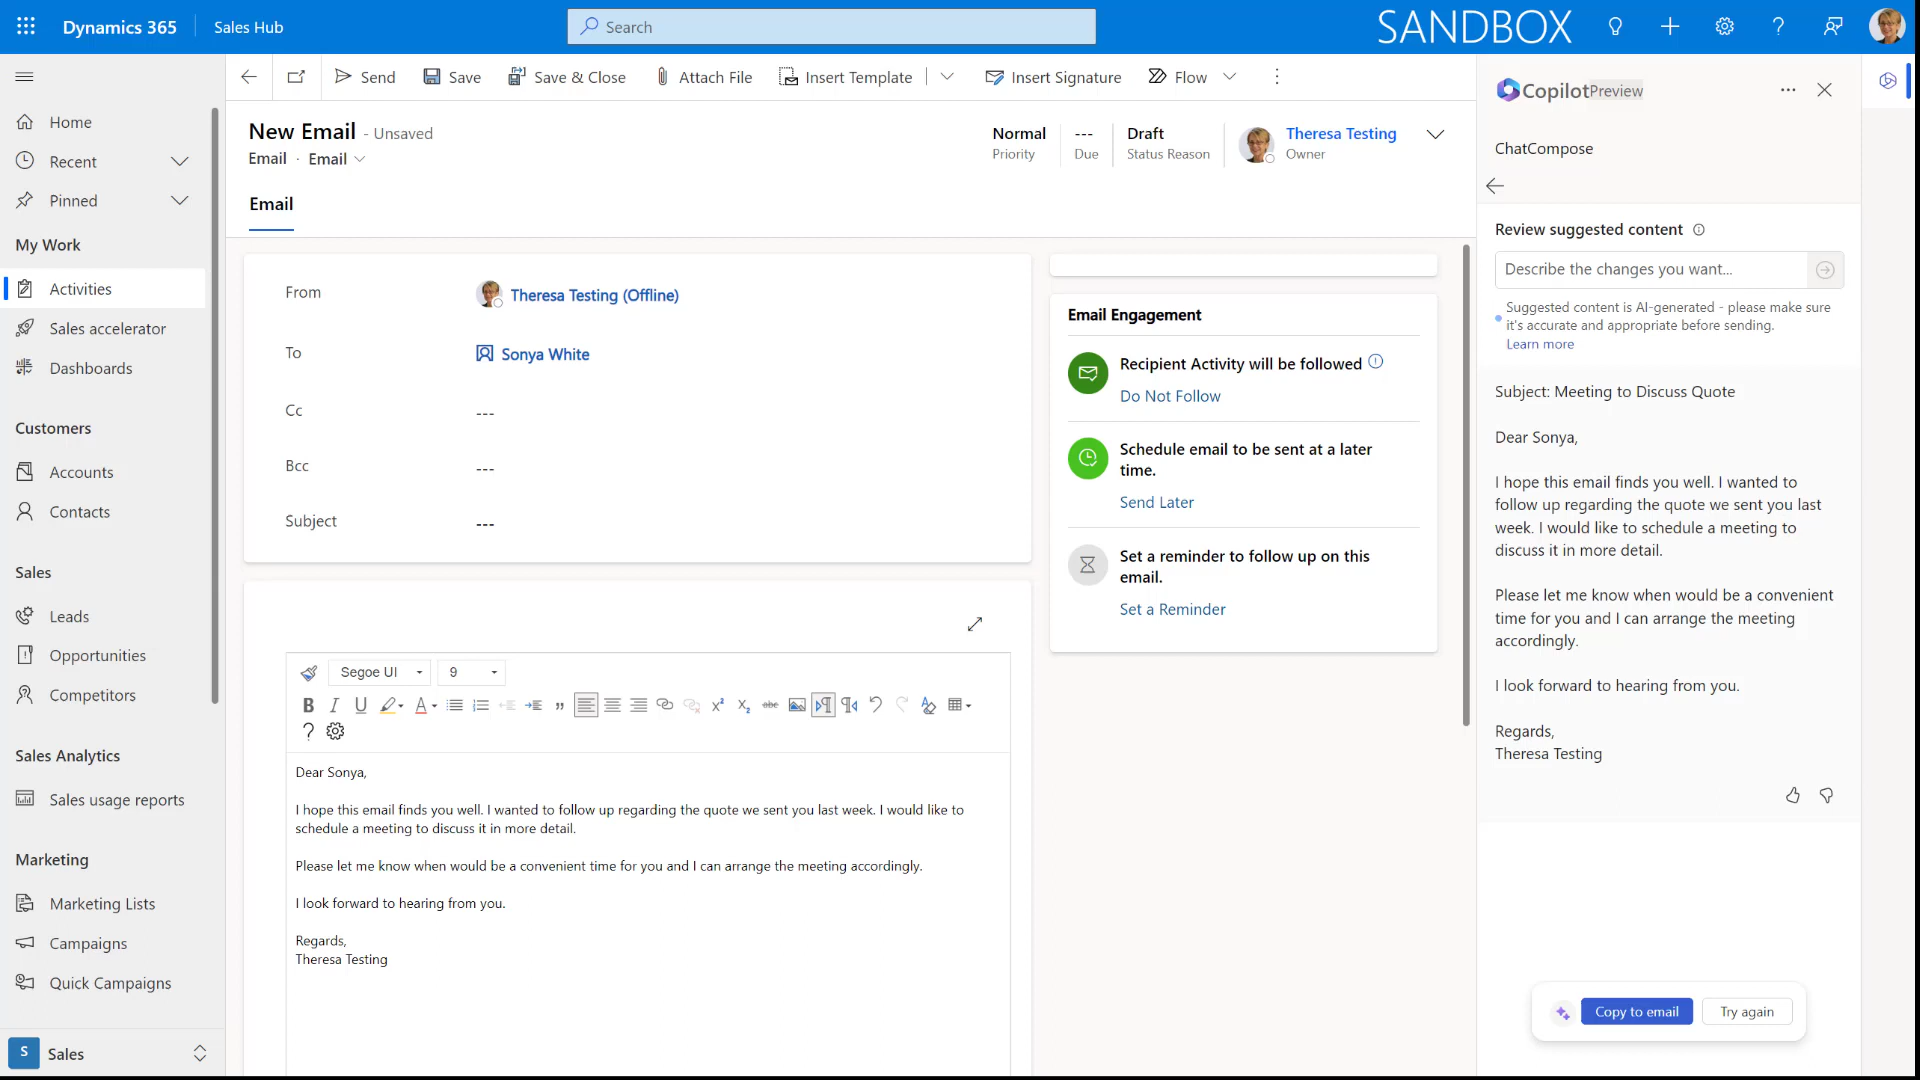 Dynamics 365
Sales Hub
Search
SANDBOX
Home
Recent
Pinned
My Work
Activities
Sales accelerator
Dashboards
Customers
Accounts
Contacts
Sales
Leads
Opportunities
Competitors
Sales Analytics
Sales usage reports
Marketing
Marketing Lists
Campaigns
Quick Campaigns
S Sales
Send
Save
Save & Close
Attach File
Insert Template
Insert Signature
Flow
New Email - Unsaved
Email · Email
Normal
Priority
---
Due
Draft
Status Reason
Theresa Testing
Owner
Email
From
Theresa Testing (Offline)
To
Sonya White
Cc
---
Bcc
---
Subject
---
Segoe UI
9
Dear Sonya,
I hope this email finds you well. I wanted to follow up regarding the quote we sent you last week. I would like to
schedule a meeting to discuss it in more detail.
Please let me know when would be a convenient time for you and I can arrange the meeting accordingly.
I look forward to hearing from you.
Regards,
Theresa Testing
Email Engagement
Recipient Activity will be followed
Do Not Follow
Schedule email to be sent at a later
time.
Send Later
Set a reminder to follow up on this
email.
Set a Reminder
Copilot Preview
ChatCompose
Review suggested content
Describe the changes you want...
Suggested content is AI-generated - please make sure
it's accurate and appropriate before sending.
Learn more
Subject: Meeting to Discuss Quote
Dear Sonya,
I hope this email finds you well. I wanted to
follow up regarding the quote we sent you last
week. I would like to schedule a meeting to
discuss it in more detail.
Please let me know when would be a convenient
time for you and I can arrange the meeting
accordingly.
I look forward to hearing from you.
Regards,
Theresa Testing
Copy to email
Try again